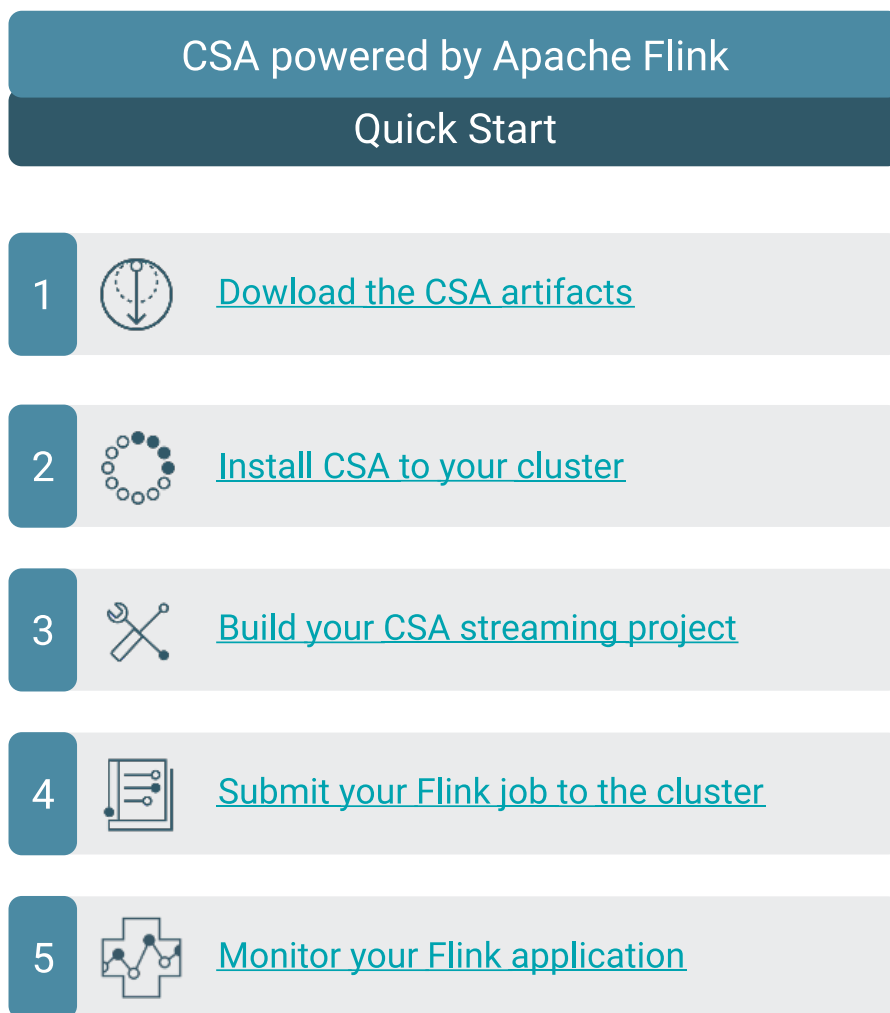 CSA powered by Apache Flink
Quick Start
1 Dowload the CSA artifacts
2 Install CSA to your cluster
3 Build your CSA streaming project
4 Submit your Flink job to the cluster
5 Monitor your Flink application